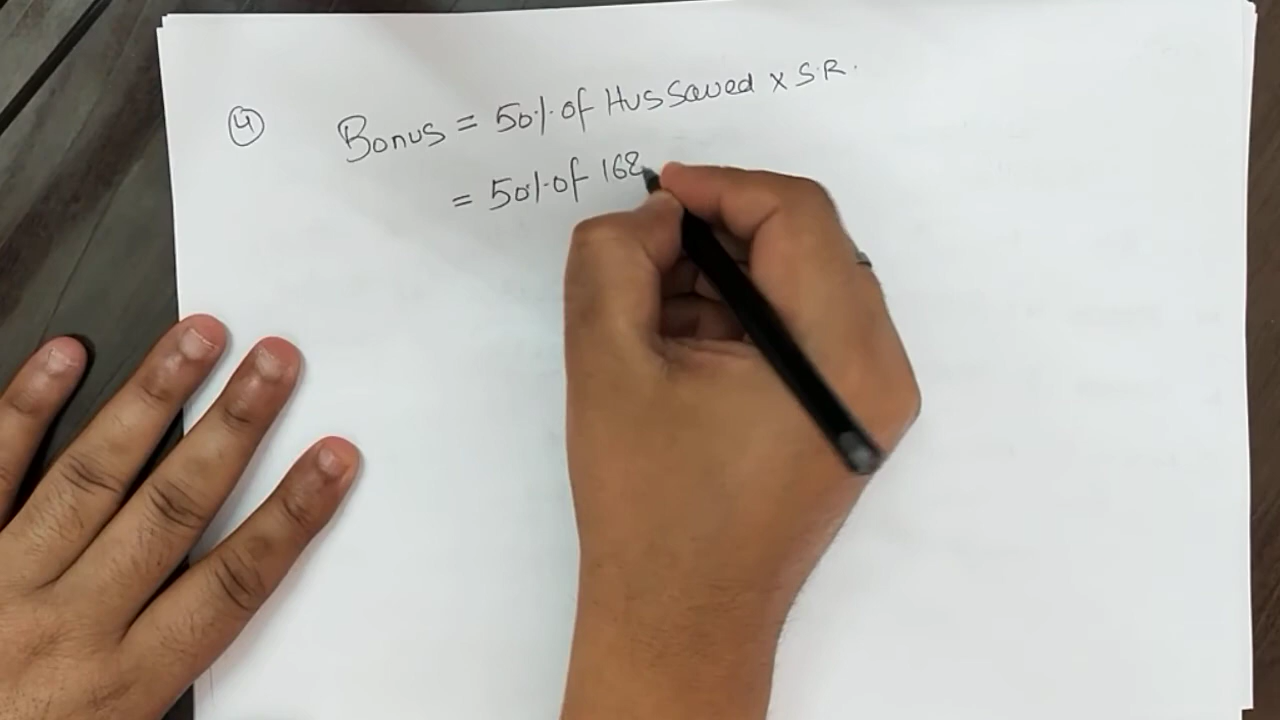 ④ Bonus = 50% of Hrs Saved x S.R.
= 50% of 168